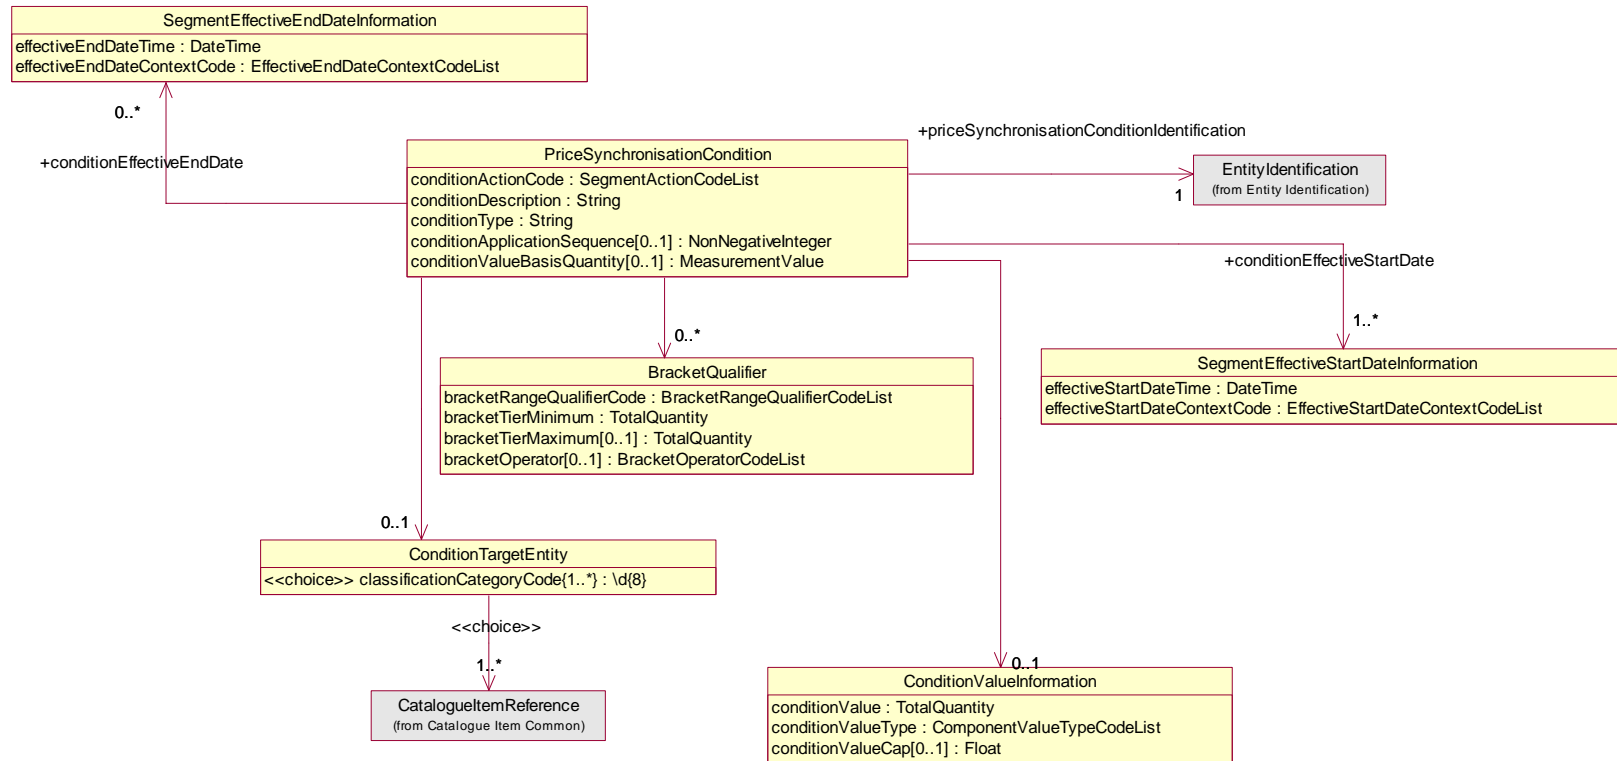 SegmentEffectiveEndDateInformation
effectiveEndDateTime : DateTime
effectiveEndDateContextCode : EffectiveEndDateContextCodeList
0..*
+conditionEffectiveEndDate
PriceSynchronisationCondition
conditionActionCode : SegmentActionCodeList
conditionDescription : String
conditionType : String
conditionApplicationSequence[0..1] : NonNegativeInteger
conditionValueBasisQuantity[0..1] : MeasurementValue
+priceSynchronisationConditionIdentification
1
EntityIdentification
(from Entity Identification)
+conditionEffectiveStartDate
1..*
SegmentEffectiveStartDateInformation
effectiveStartDateTime : DateTime
effectiveStartDateContextCode : EffectiveStartDateContextCodeList
0..*
BracketQualifier
bracketRangeQualifierCode : BracketRangeQualifierCodeList
bracketTierMinimum : TotalQuantity
bracketTierMaximum[0..1] : TotalQuantity
bracketOperator[0..1] : BracketOperatorCodeList
0..1
ConditionTargetEntity
<<choice>> classificationCategoryCode{1..*} : \d{8}
<<choice>>
1..*
CatalogueItemReference
(from Catalogue Item Common)
0..1
ConditionValueInformation
conditionValue : TotalQuantity
conditionValueType : ComponentValueTypeCodeList
conditionValueCap[0..1] : Float